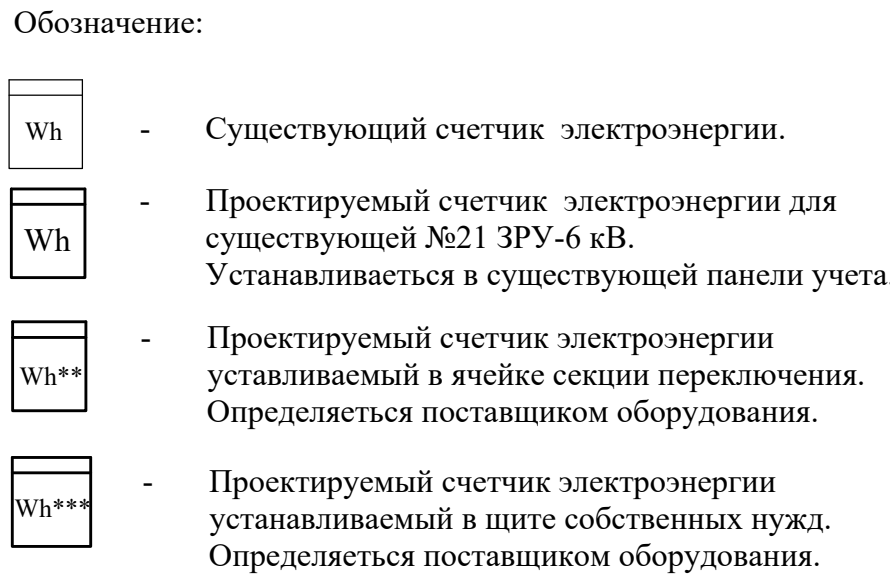 Обозначение:
Wh - Существующий счетчик электроэнергии.
Wh - Проектируемый счетчик электроэнергии для
существующей №21 ЗРУ-6 кВ.
Устанавливаеться в существующей панели учета.
Wh** - Проектируемый счетчик электроэнергии
уставливаемый в ячейке секции переключения.
Определяеться поставщиком оборудования.
Wh*** - Проектируемый счетчик электроэнергии
устанавливаемый в щите собственных нужд.
Определяеться поставщиком оборудования.